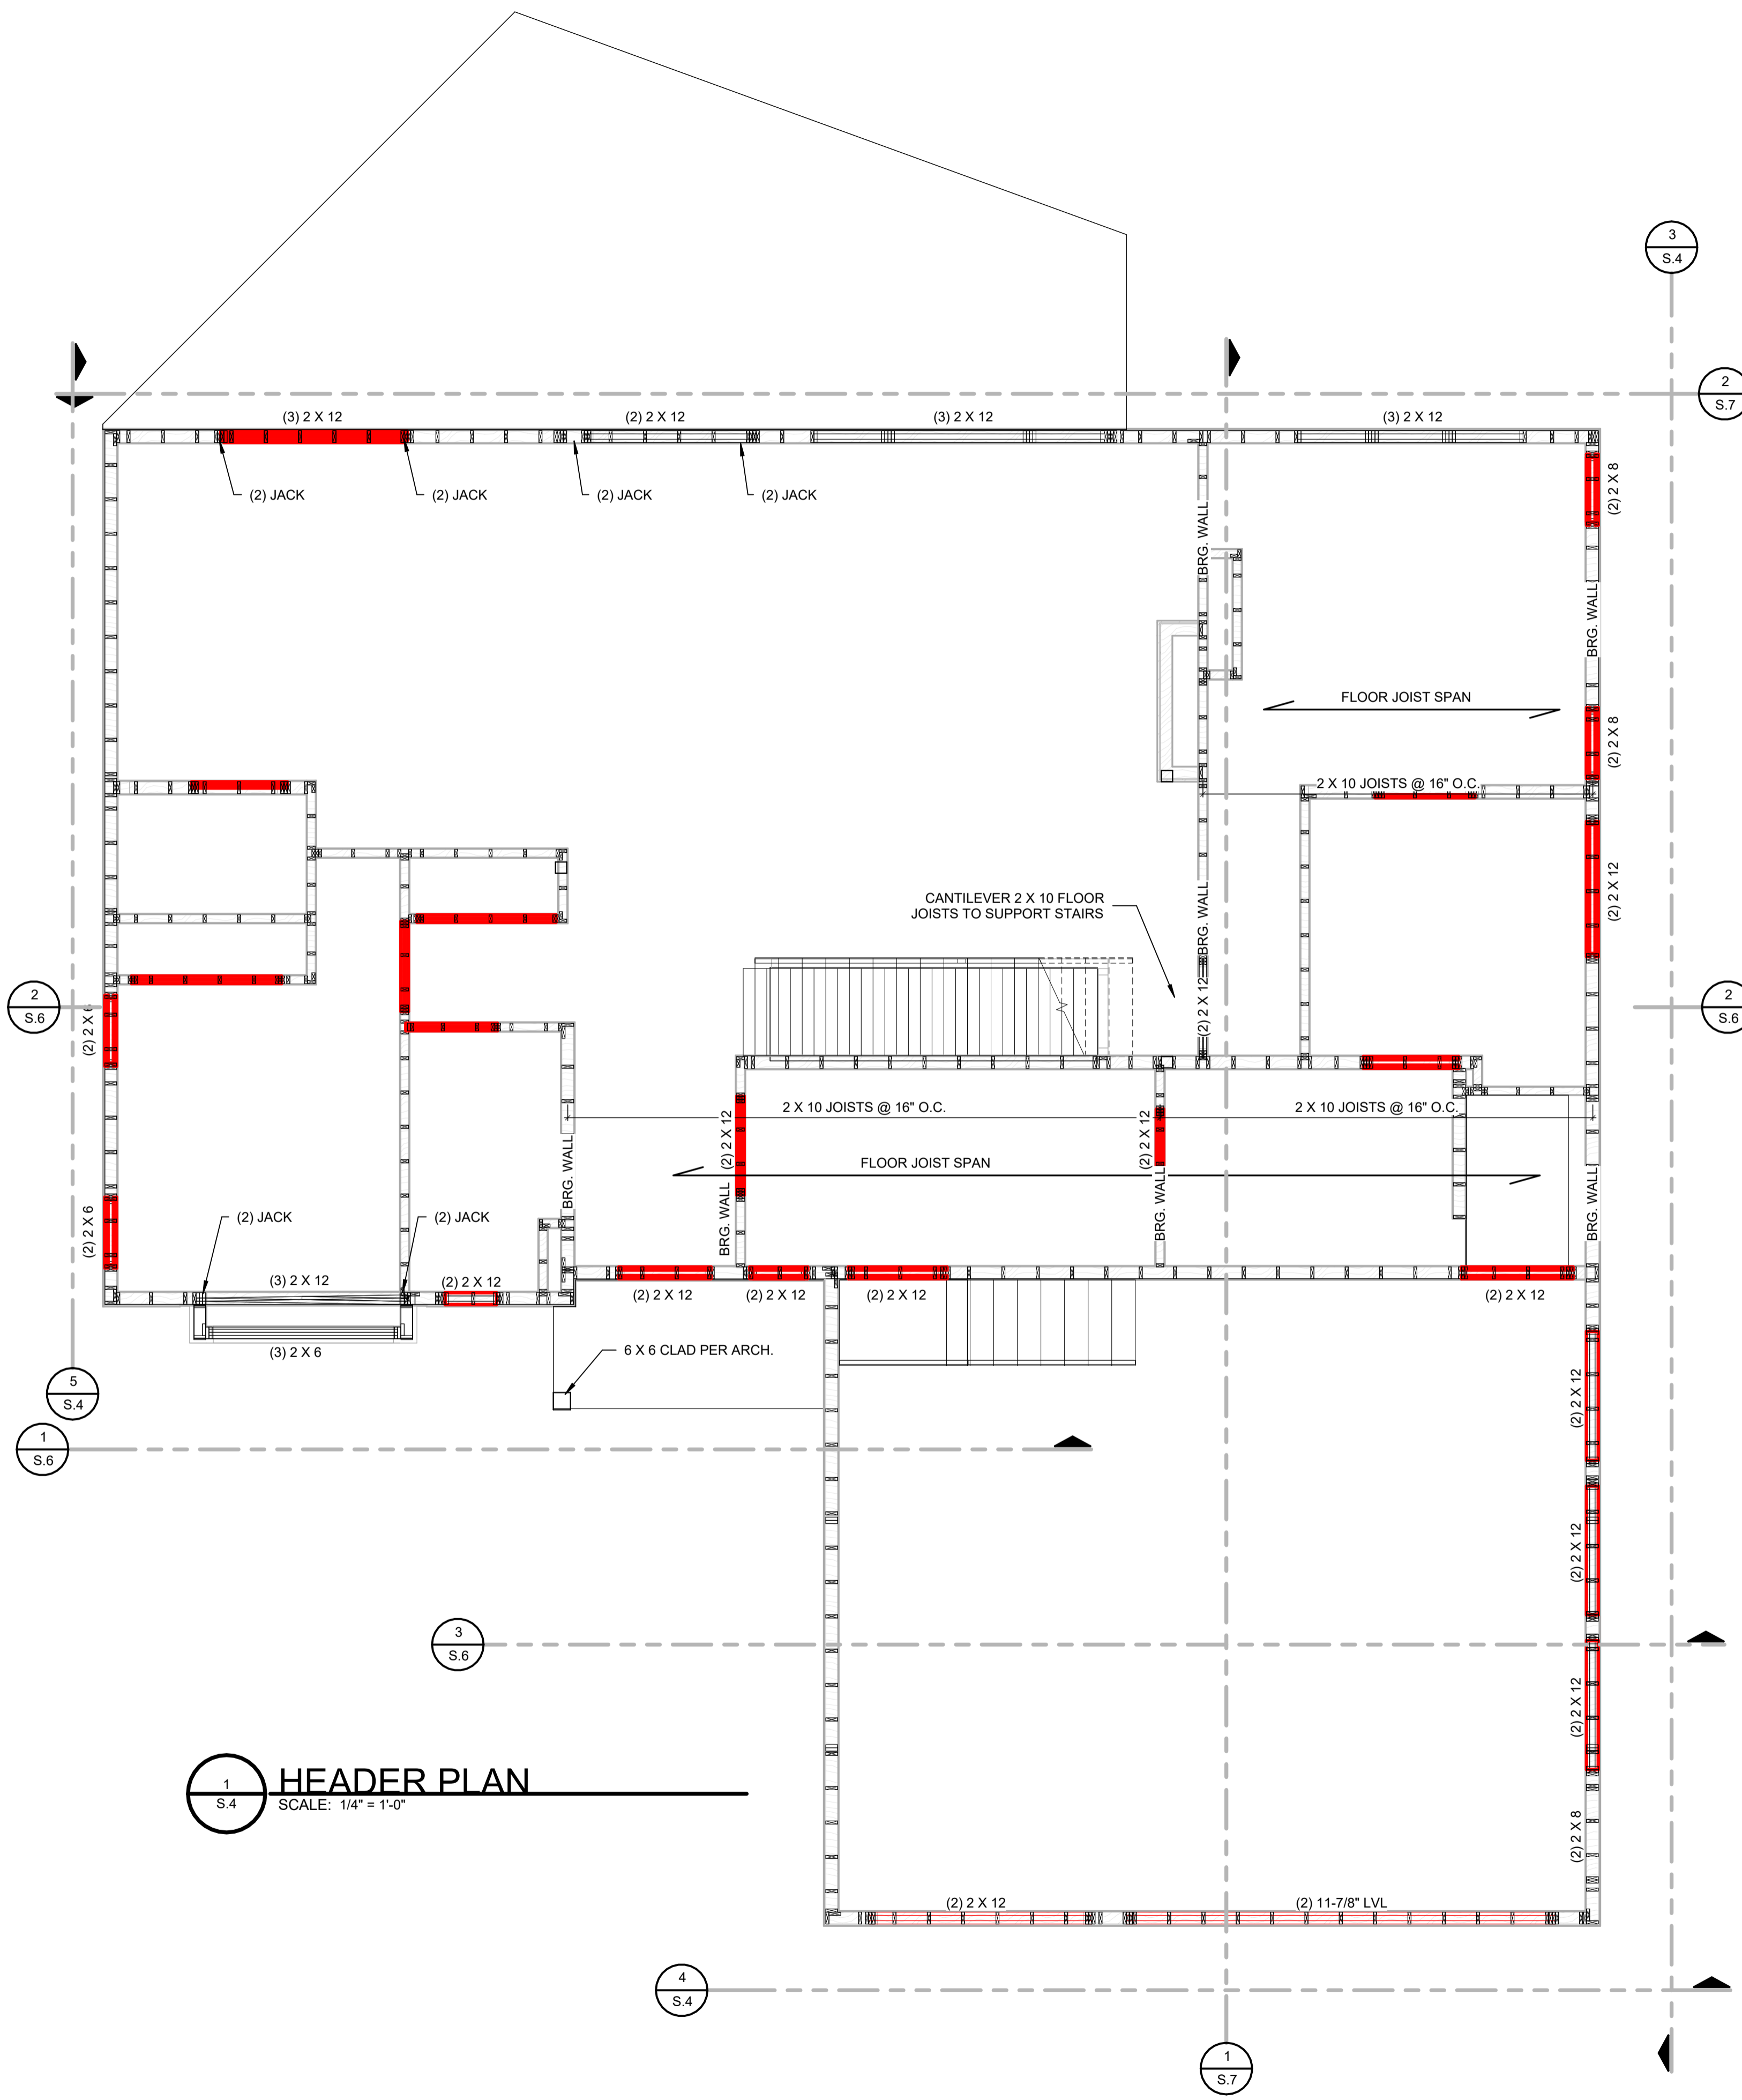 3
S.4
2
S.7
(3) 2 X 12
(2) 2 X 12
(3) 2 X 12
(3) 2 X 12
(2) JACK
(2) JACK
(2) JACK
(2) JACK
(2) 2 X 8
BRG. WALL
BRG. WALL
FLOOR JOIST SPAN
(2) 2 X 8
2 X 10 JOISTS @ 16" O.C.
(2) 2 X 12
CANTILEVER 2 X 10 FLOOR
JOISTS TO SUPPORT STAIRS
BRG. WALL
(2) 2 X 12
2
S.6
(2) 2 X 6
2
S.6
2 X 10 JOISTS @ 16" O.C.
2 X 10 JOISTS @ 16" O.C.
(2) 2 X 12
(2) 2 X 12
FLOOR JOIST SPAN
BRG. WALL
BRG. WALL
BRG. WALL
BRG. WALL
(2) 2 X 6
(2) JACK
(2) JACK
(3) 2 X 12
(2) 2 X 12
(2) 2 X 12
(2) 2 X 12
(2) 2 X 12
(2) 2 X 12
(3) 2 X 6
6 X 6 CLAD PER ARCH.
5
S.4
(2) 2 X 12
1
S.6
(2) 2 X 12
3
S.6
(2) 2 X 12
1
S.4
HEADER PLAN
SCALE: 1/4" = 1'-0"
(2) 2 X 8
(2) 2 X 12
(2) 11-7/8" LVL
4
S.4
1
S.7